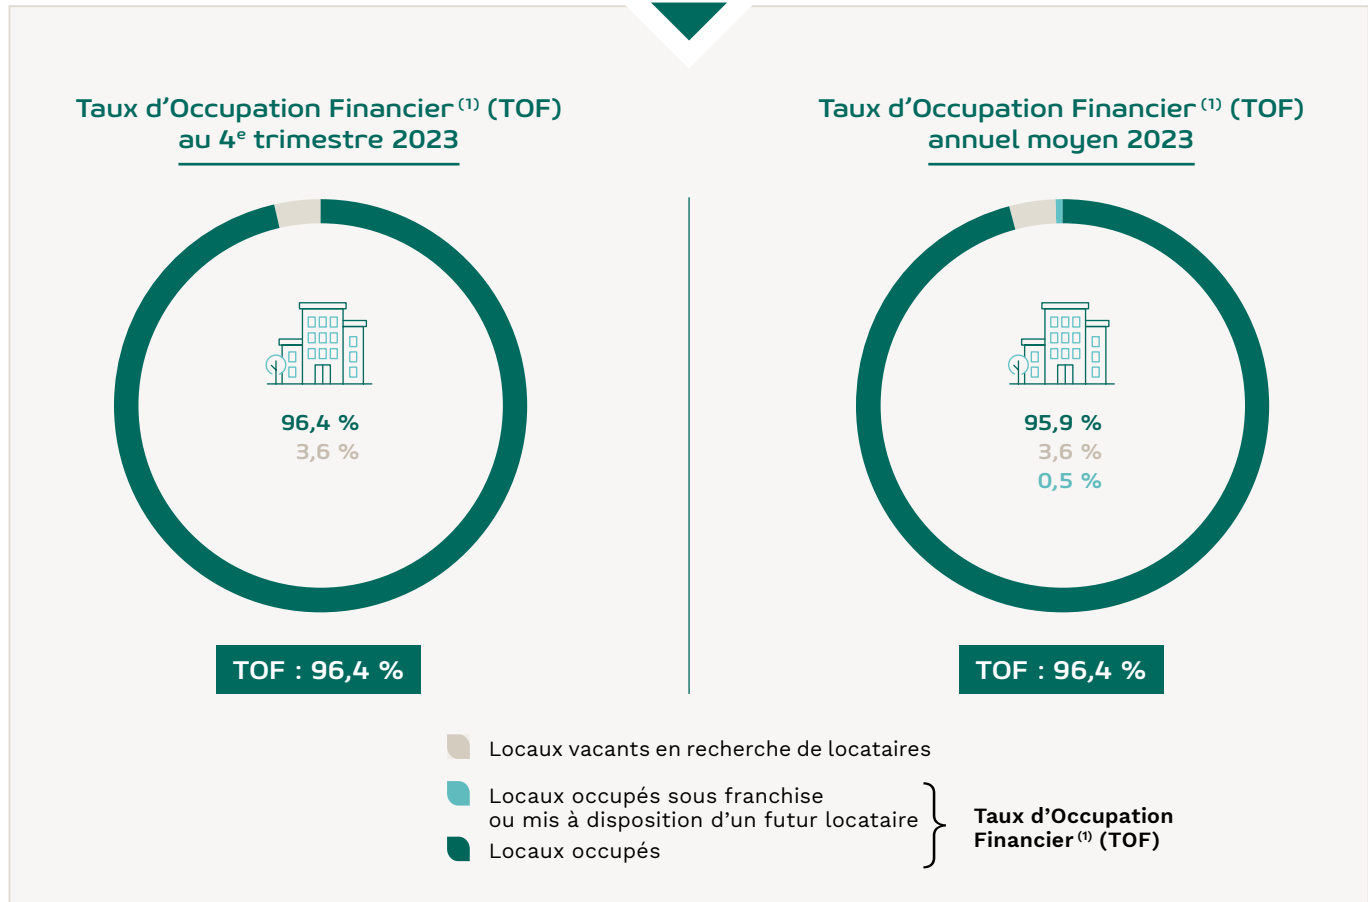 Taux d’Occupation Financier (1) (TOF)
au 4e trimestre 2023
96,4 %
3,6 %
TOF : 96,4 %
Taux d’Occupation Financier (1) (TOF)
annuel moyen 2023
95,9 %
3,6 %
0,5 %
TOF : 96,4 %
Locaux vacants en recherche de locataires
Locaux occupés sous franchise
ou mis à disposition d’un futur locataire
Locaux occupés
Taux d’Occupation
Financier (1) (TOF)